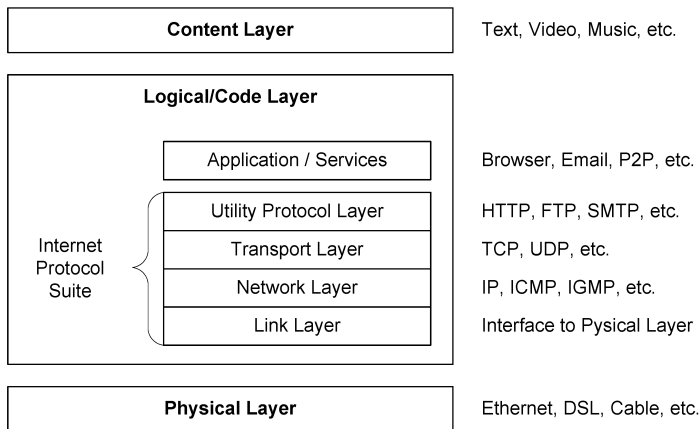 Content Layer
Text, Video, Music, etc.
Logical/Code Layer
Application / Services
Browser, Email, P2P, etc.
Utility Protocol Layer
HTTP, FTP, SMTP, etc.
Transport Layer
TCP, UDP, etc.
Internet
Protocol
Suite
Network Layer
IP, ICMP, IGMP, etc.
Link Layer
Interface to Pysical Layer
Physical Layer
Ethernet, DSL, Cable, etc.